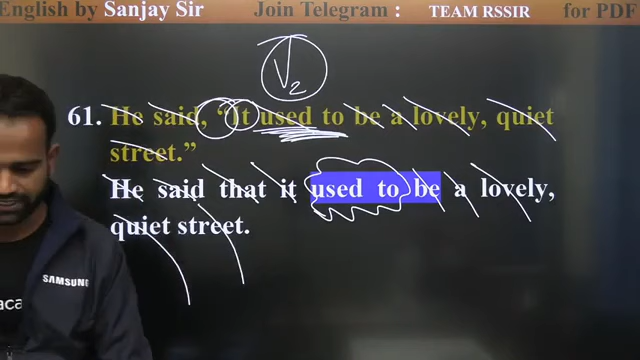 English by Sanjay Sir Join Telegram : TEAM RSSIR for PDF
V2
61. He said, “It used to be a lovely, quiet
street.”
He said that it used to be a lovely,
quiet street.
SAMSUNG
aca